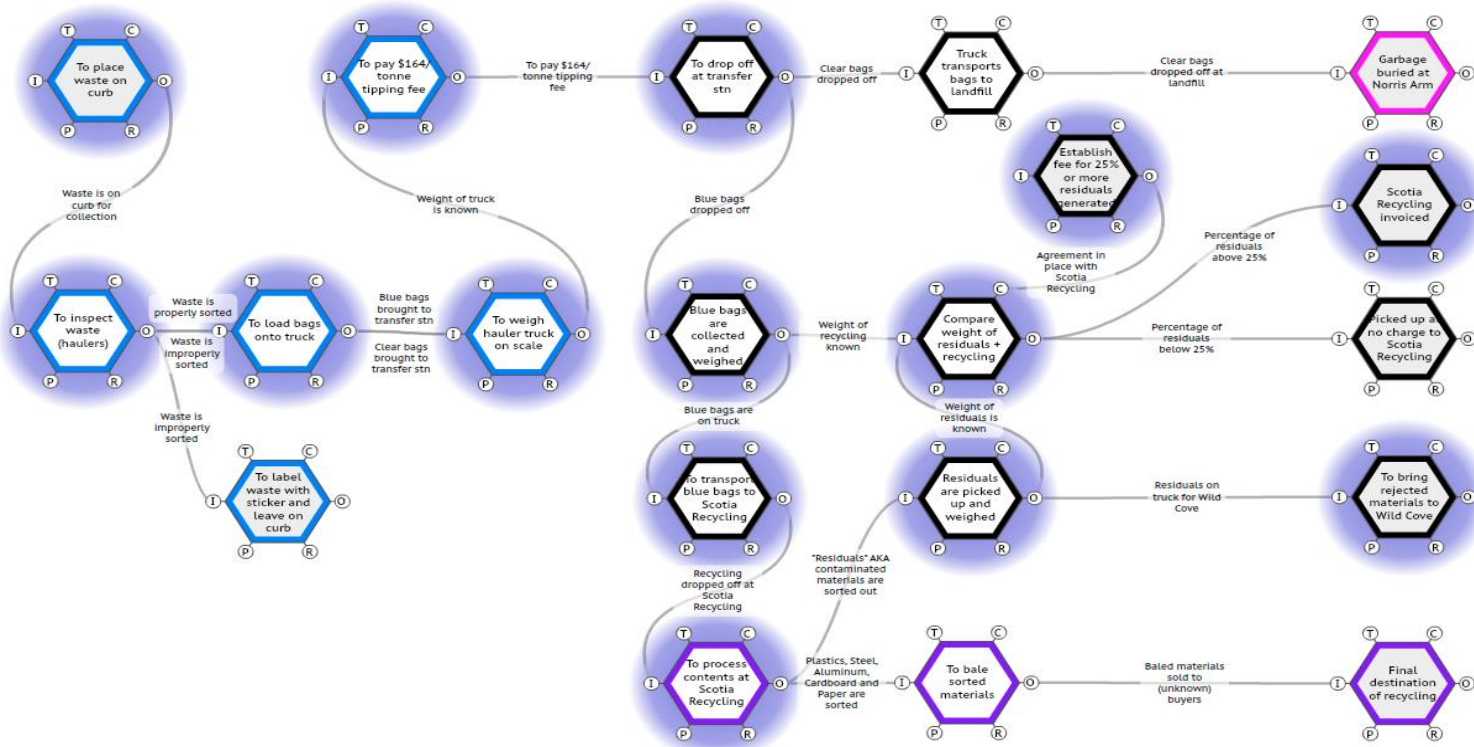 To place
waste on
curb
To pay $164/
tonne
tipping fee
To pay $164/
tonne tipping
fee
To drop off
at transfer
stn
Clear bags
dropped off
Truck
transports
bags to
landfill
Clear bags
dropped off at
landfill
Garbage
buried at
Norris Arm
Waste is on
curb for
collection
Weight of truck
is known
Blue bags
dropped off
Establish
fee for 25%
or more
residuals
generated
Agreement in
place with
Scotia
Recycling
Percentage of
residuals
above 25%
Scotia
Recycling
invoiced
To inspect
waste
(haulers)
Waste is
properly sorted
Waste is
improperly
sorted
To load bags
onto truck
Blue bags
brought to
transfer stn
Clear bags
brought to
transfer stn
To weigh
hauler truck
on scale
Blue bags
are
collected
and
weighed
Weight of
recycling
known
Compare
weight of
residuals +
recycling
Percentage of
residuals
below 25%
Picked up at
no charge to
Scotia
Recycling
Waste is
improperly
sorted
To label
waste with
sticker and
leave on
curb
Blue bags are
on truck
Weight of
residuals is
known
To transport
blue bags to
Scotia
Recycling
Residuals
are picked
up and
weighed
Residuals on
truck for Wild
Cove
To bring
rejected
materials to
Wild Cove
Recycling
dropped off at
Scotia
Recycling
"Residuals" AKA
contaminated
materials are
sorted out
To process
contents at
Scotia
Recycling
Plastics, Steel,
Aluminum,
Cardboard and
Paper are
sorted
To bale
sorted
materials
Baled materials
sold to
(unknown)
buyers
Final
destination
of recycling